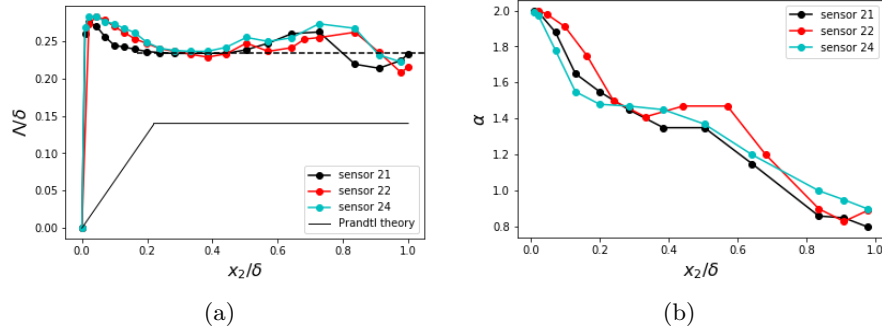 0.25
0.20
0.15
0.10
0.05
0.00
Λ/δ
0.0 0.2 0.4 0.6 0.8 1.0
x₂/δ
sensor 21
sensor 22
sensor 24
Prandtl theory
(a)
2.0
1.8
1.6
1.4
1.2
1.0
0.8
α
0.0 0.2 0.4 0.6 0.8 1.0
x₂/δ
sensor 21
sensor 22
sensor 24
(b)